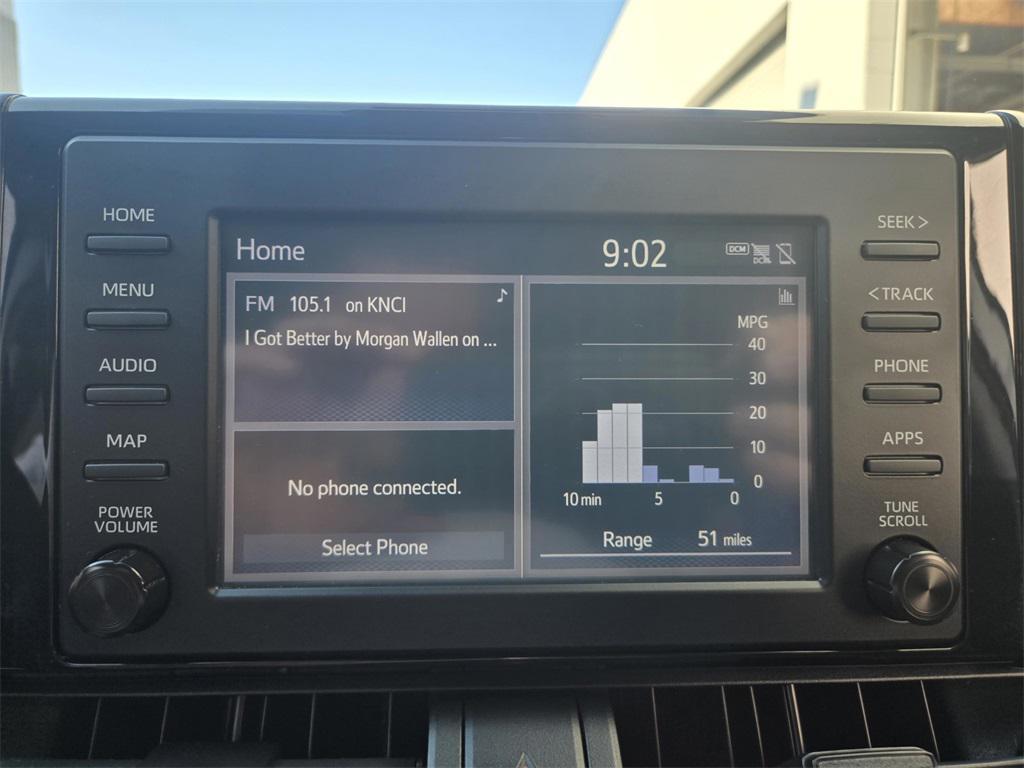 HOME
MENU
AUDIO
MAP
POWER
VOLUME
Home
9:02
DCM
DCM
FM 105.1 on KNCI
I Got Better by Morgan Wallen on ...
No phone connected.
Select Phone
MPG
40
30
20
10
0
10 min 5 0
Range 51 miles
SEEK >
< TRACK
PHONE
APPS
TUNE
SCROLL